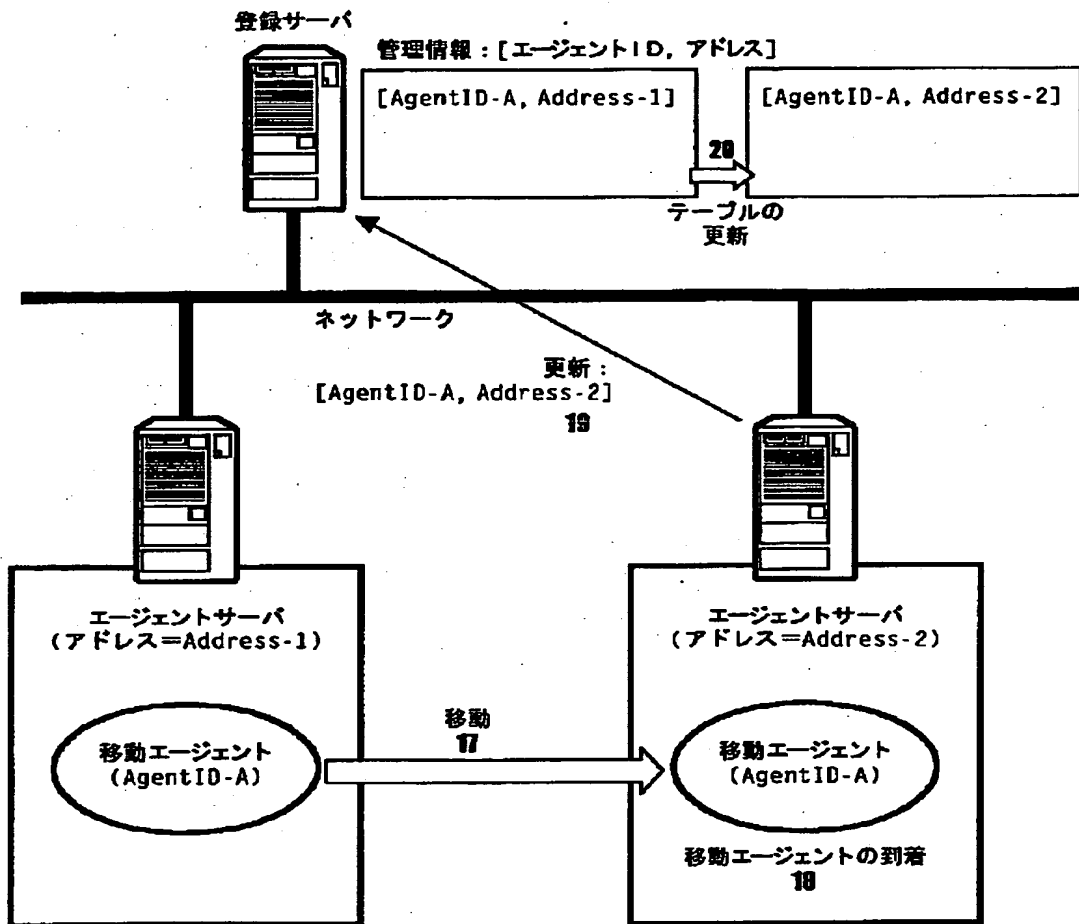 登録サーバ
管理情報：[エージェントID, アドレス]
[AgentID-A, Address-1]
[AgentID-A, Address-2]
20
テーブルの
更新
ネットワーク
更新：
[AgentID-A, Address-2]
19
エージェントサーバ
(アドレス=Address-1)
エージェントサーバ
(アドレス=Address-2)
移動エージェント
(AgentID-A)
移動
17
移動エージェント
(AgentID-A)
移動エージェントの到着
18